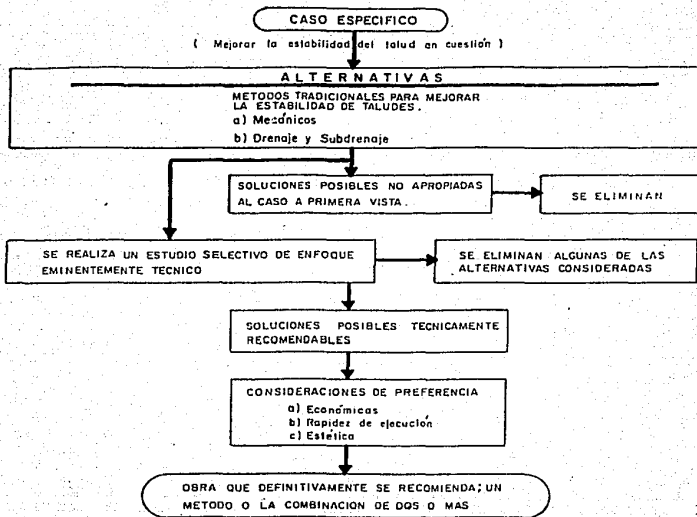 CASO ESPECIFICO
( Mejorar la estabilidad del talud en cuestión )
ALTERNATIVAS
METODOS TRADICIONALES PARA MEJORAR
LA ESTABILIDAD DE TALUDES.
a) Mecánicos
b) Drenaje y Subdrenaje
SOLUCIONES POSIBLES NO APROPIADAS
AL CASO A PRIMERA VISTA.
SE ELIMINAN
SE REALIZA UN ESTUDIO SELECTIVO DE ENFOQUE
EMINENTEMENTE TECNICO
SE ELIMINAN ALGUNAS DE LAS
ALTERNATIVAS CONSIDERADAS
SOLUCIONES POSIBLES TECNICAMENTE
RECOMENDABLES
CONSIDERACIONES DE PREFERENCIA
a) Económicas
b) Rapidez de ejecución
c) Estética
OBRA QUE DEFINITIVAMENTE SE RECOMIENDA; UN
METODO O LA COMBINACION DE DOS O MAS